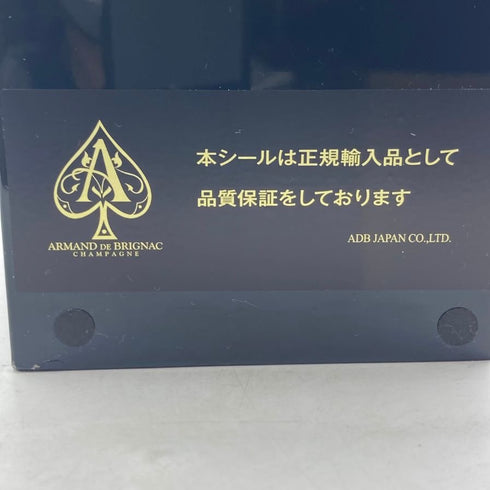 A
ARMAND DE BRIGNAC
CHAMPAGNE
本シールは正規輸入品として
品質保証をしております
ADB JAPAN CO.,LTD.